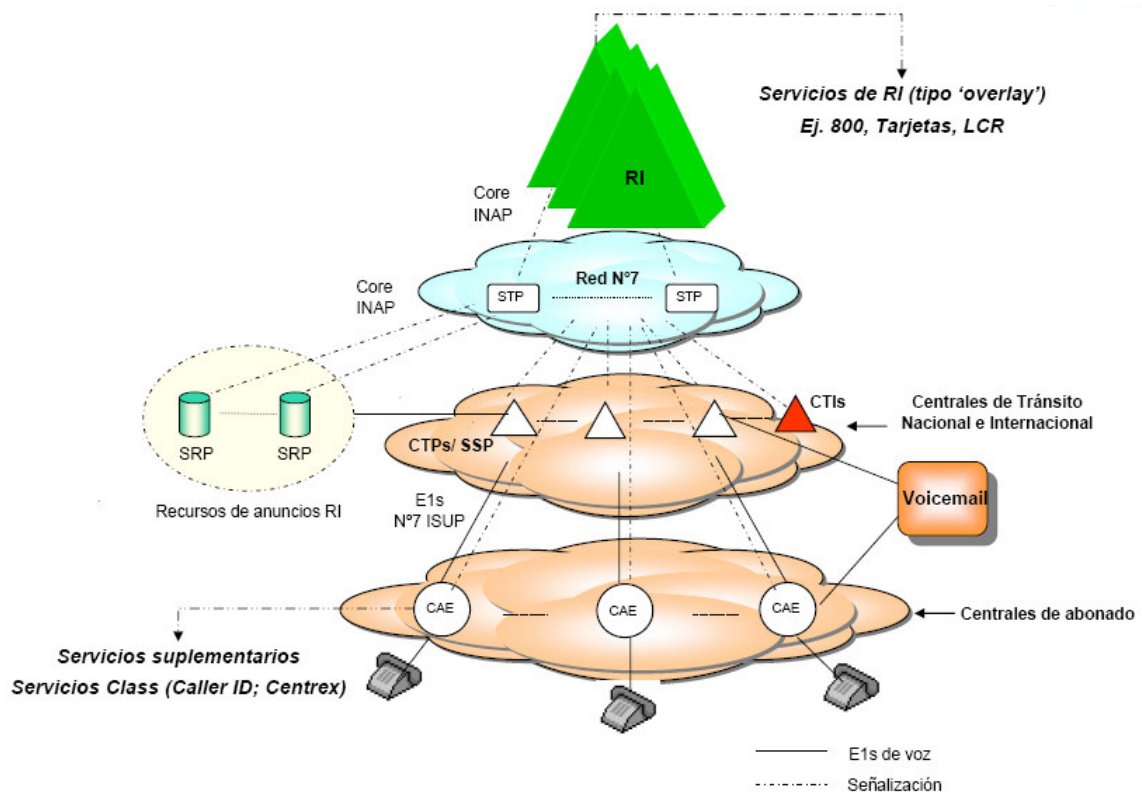 Servicios de RI (tipo ‘overlay’)
Ej. 800, Tarjetas, LCR
RI
Core
INAP
Red Nº7
STP
STP
Core
INAP
SRP
SRP
Recursos de anuncios RI
CTPs/ SSP
CTIs
Centrales de Tránsito
Nacional e Internacional
E1s
Nº7 ISUP
Voicemail
CAE
CAE
CAE
Centrales de abonado
Servicios suplementarios
Servicios Class (Caller ID; Centrex)
E1s de voz
Señalización